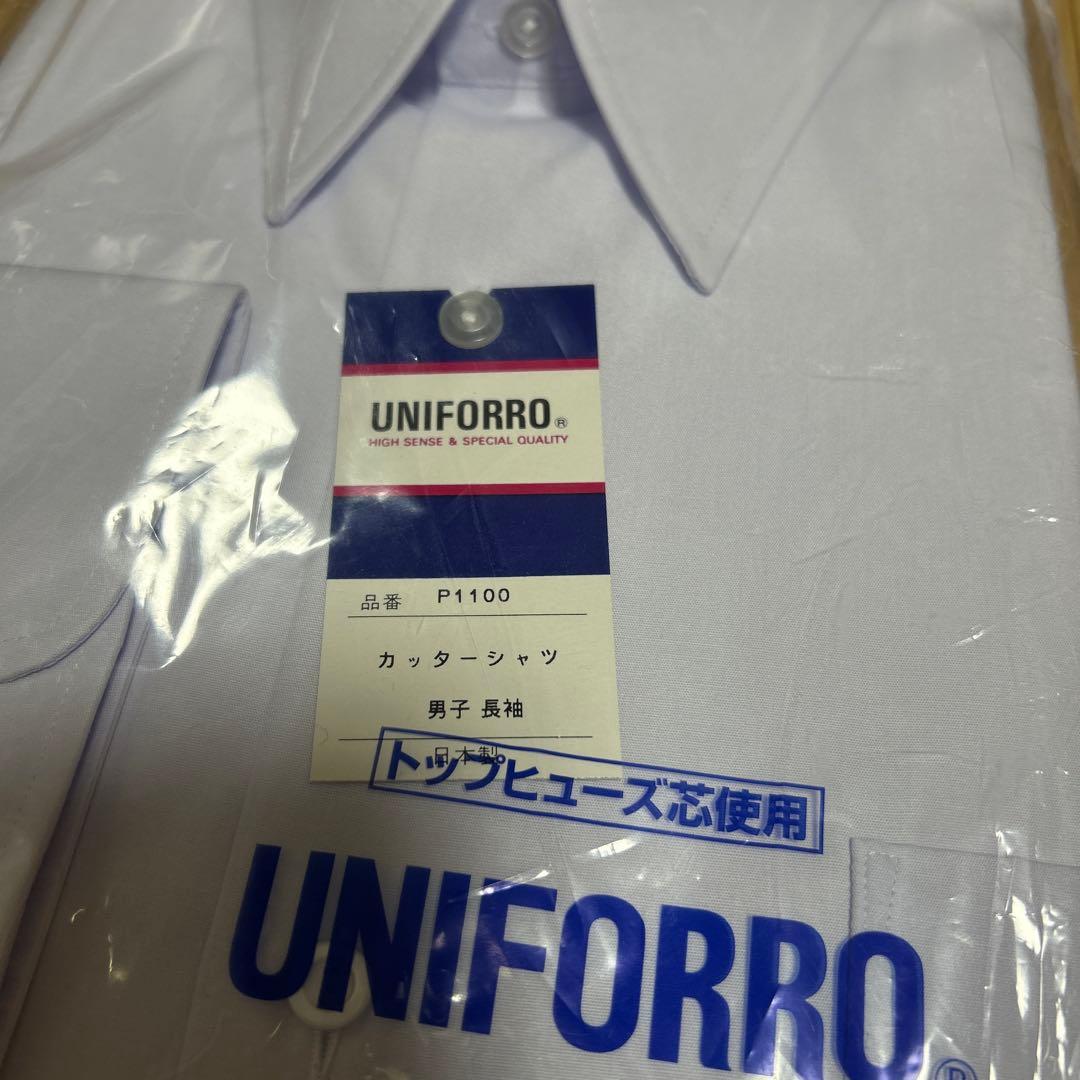 UNIFORRO®
HIGH SENSE & SPECIAL QUALITY
品番 P1100
カッターシャツ
男子 長袖
日本製
トップヒューズ芯使用
UNIFORRO®